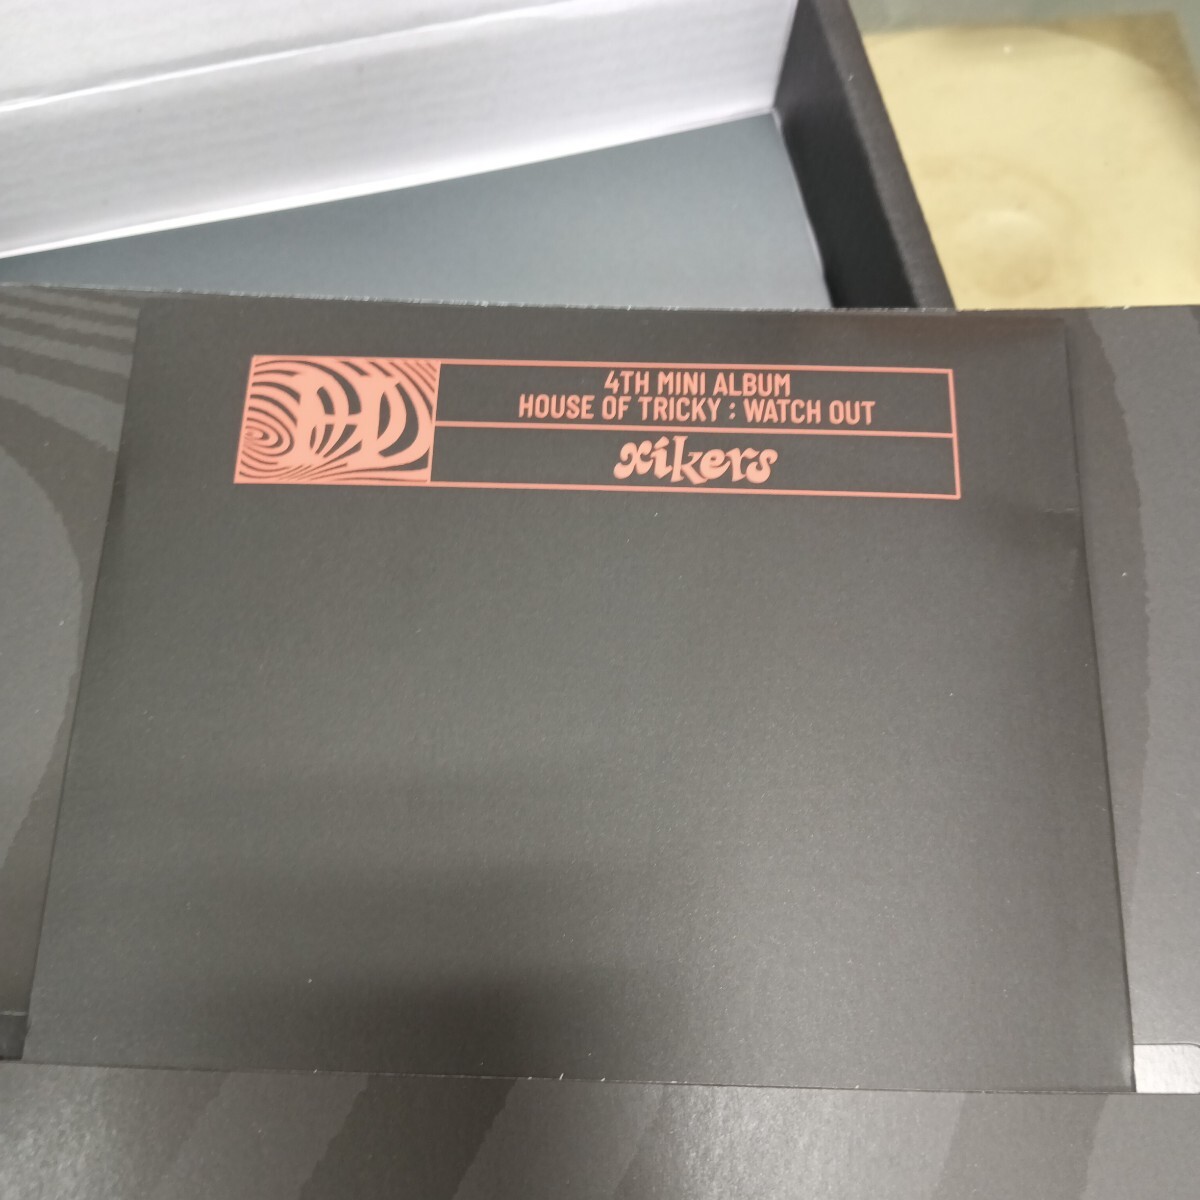 4TH MINI ALBUM
HOUSE OF TRICKY : WATCH OUT
xikers